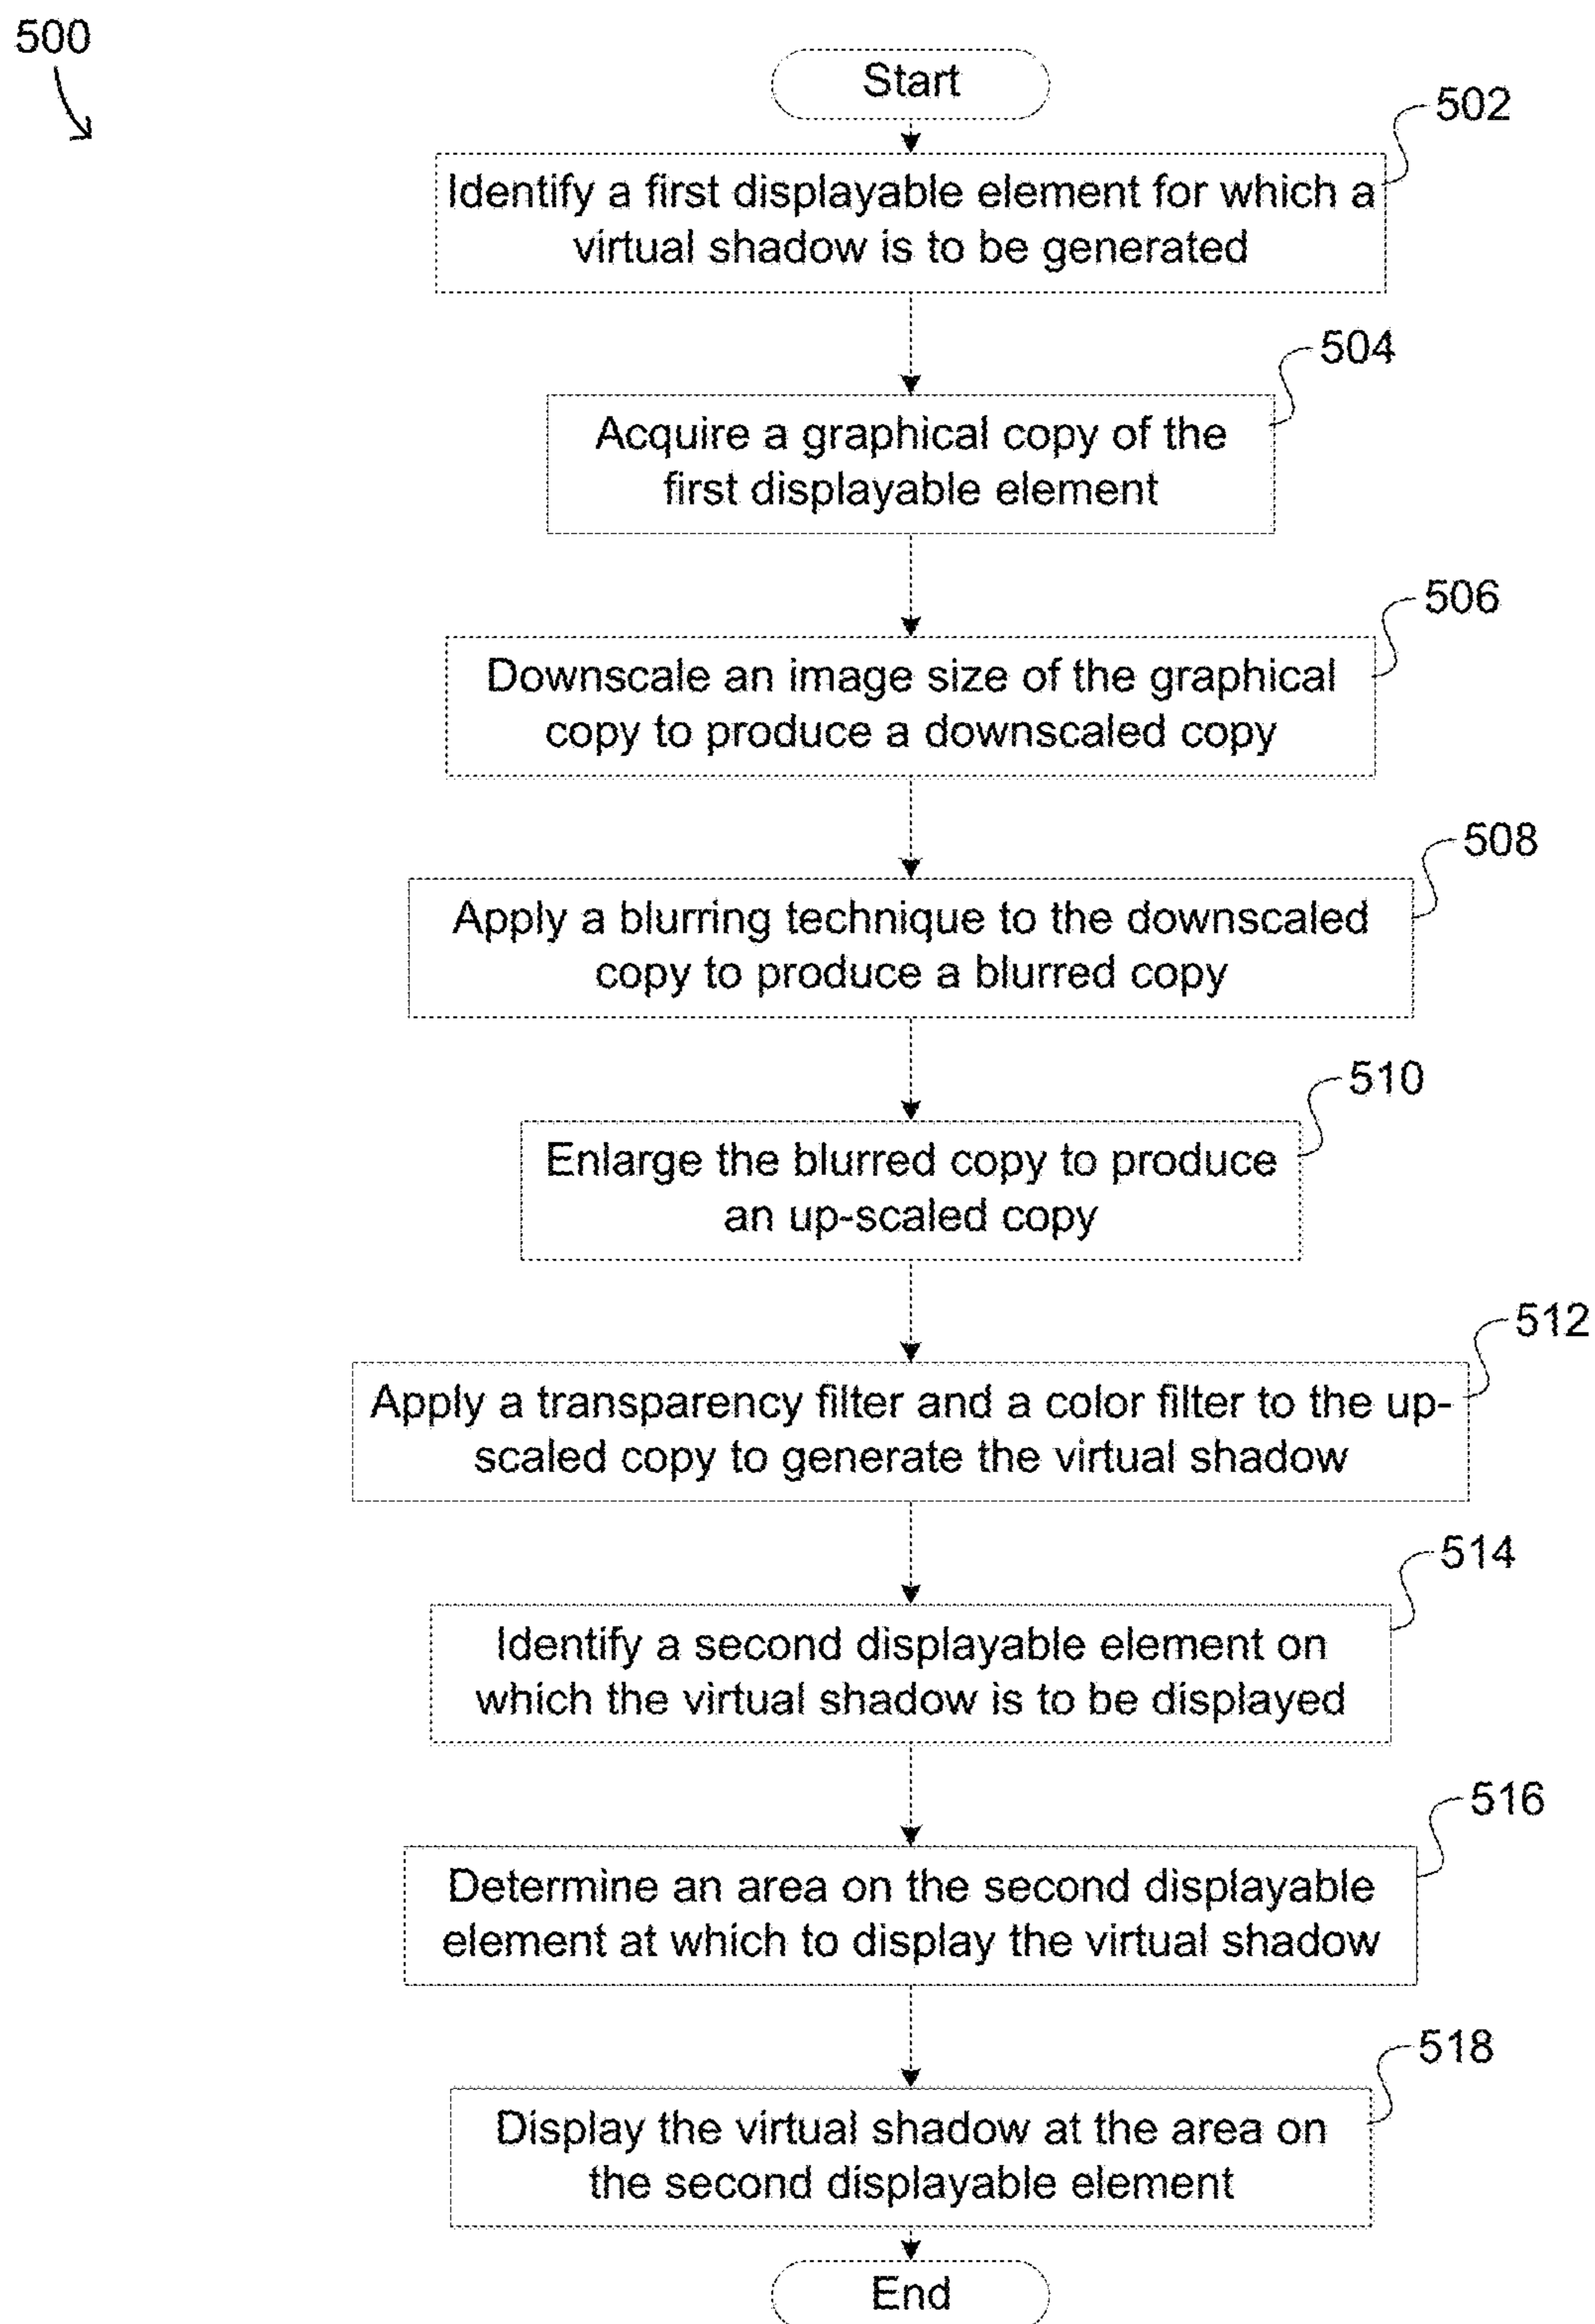 500
Start
502
Identify a first displayable element for which a
virtual shadow is to be generated
504
Acquire a graphical copy of the
first displayable element
506
Downscale an image size of the graphical
copy to produce a downscaled copy
508
Apply a blurring technique to the downscaled
copy to produce a blurred copy
510
Enlarge the blurred copy to produce
an up-scaled copy
512
Apply a transparency filter and a color filter to the up-
scaled copy to generate the virtual shadow
514
Identify a second displayable element on
which the virtual shadow is to be displayed
516
Determine an area on the second displayable
element at which to display the virtual shadow
518
Display the virtual shadow at the area on
the second displayable element
End